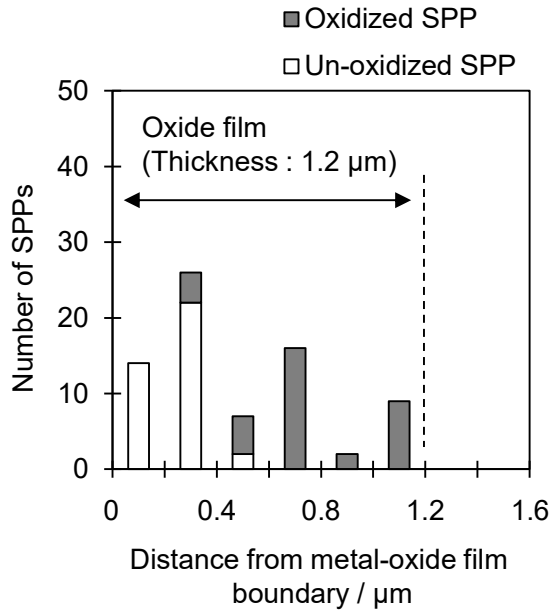 Oxidized SPP
Un-oxidized SPP
50
40
30
20
10
0
Number of SPPs
Oxide film
(Thickness : 1.2 μm)
0 0.4 0.8 1.2 1.6
Distance from metal-oxide film
boundary / μm